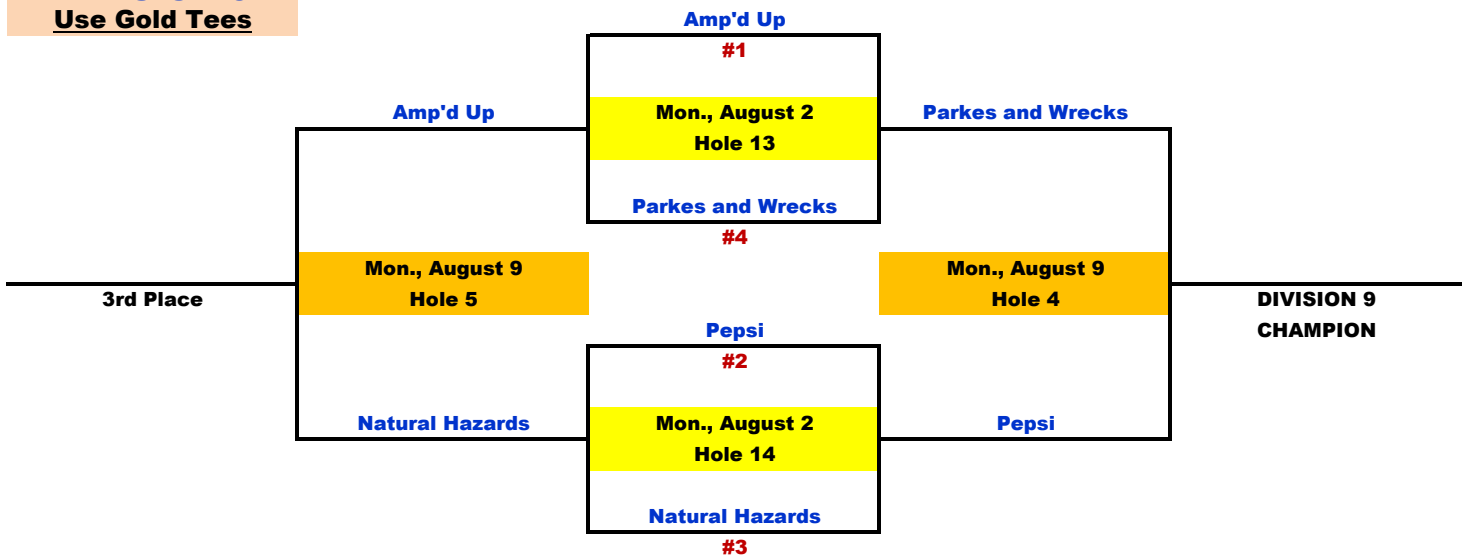 Use Gold Tees
Amp'd Up
#1
Amp'd Up
Mon., August 2
Hole 13
Parkes and Wrecks
Parkes and Wrecks
#4
Mon., August 9
Hole 5
Mon., August 9
Hole 4
3rd Place
DIVISION 9
CHAMPION
Pepsi
#2
Natural Hazards
Mon., August 2
Hole 14
Pepsi
Natural Hazards
#3